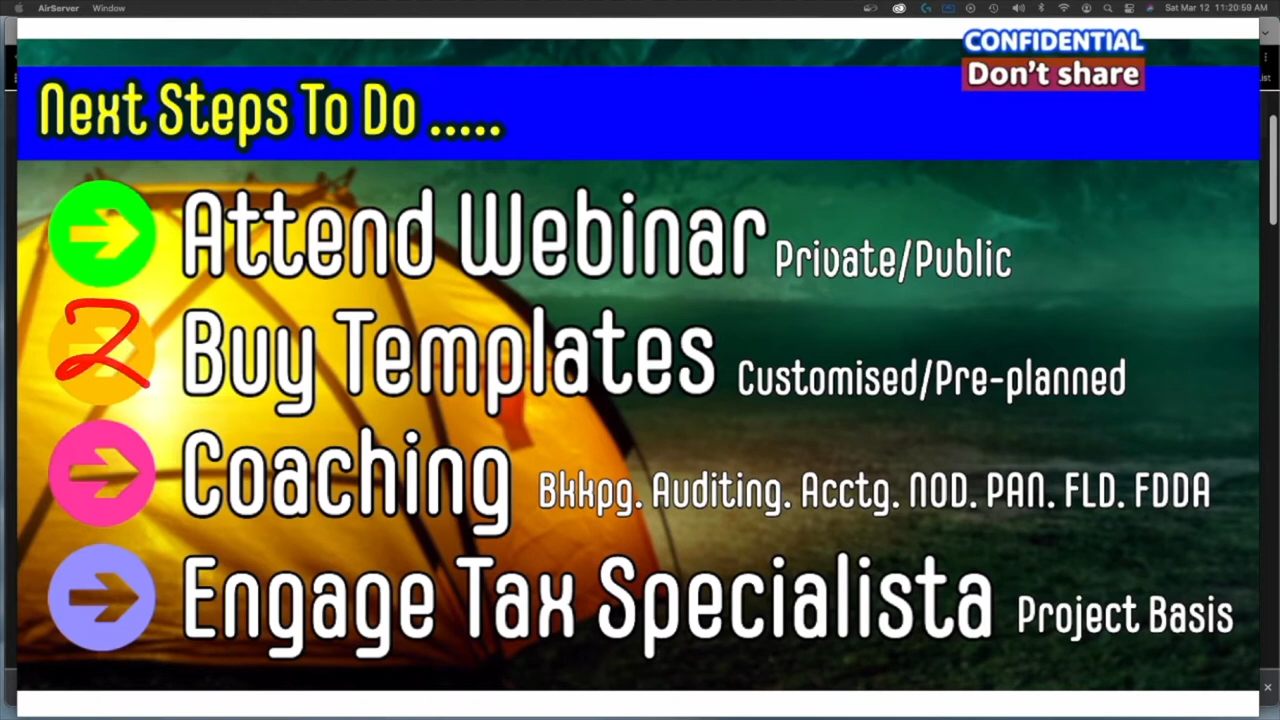 AirServer Window Sat Mar 12 11:20:59 AM
CONFIDENTIAL
Don't share
ist
Next Steps To Do .....
Attend Webinar Private/Public
2 Buy Templates Customised/Pre-planned
Coaching Bkkpg. Auditing. Acctg. NOD. PAN. FLD. FDDA
Engage Tax Specialista Project Basis